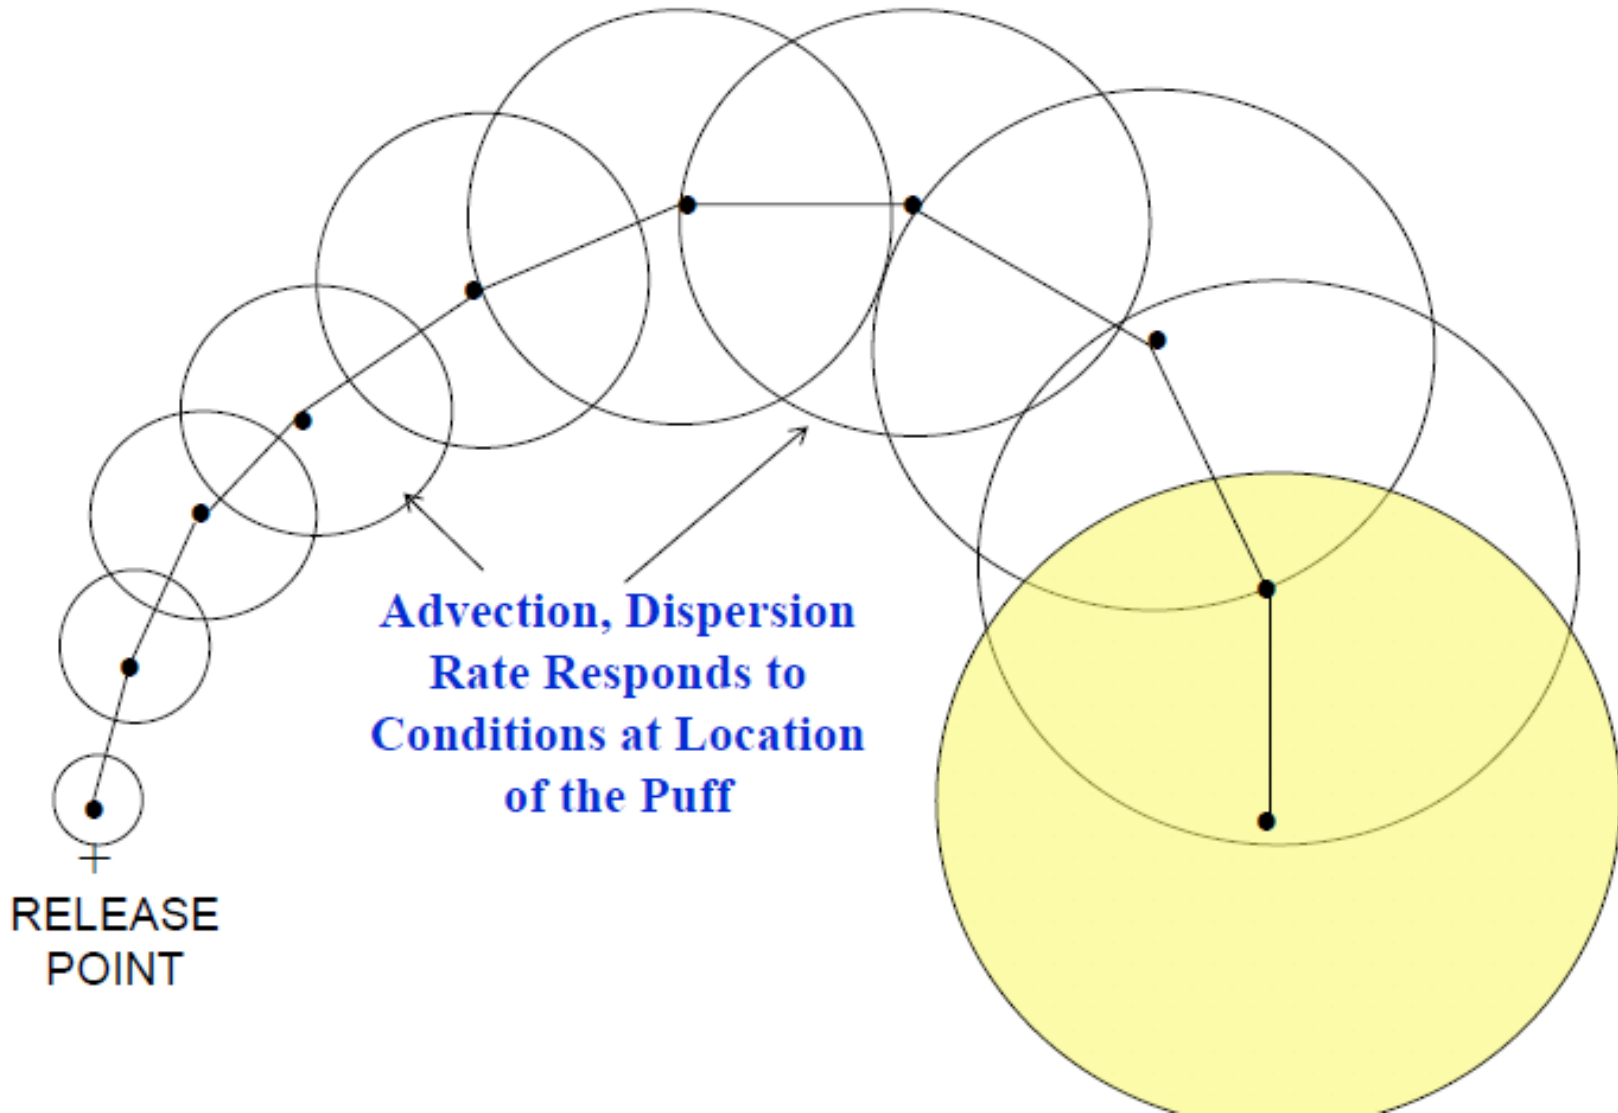 Advection, Dispersion
Rate Responds to
Conditions at Location
of the Puff
RELEASE
POINT